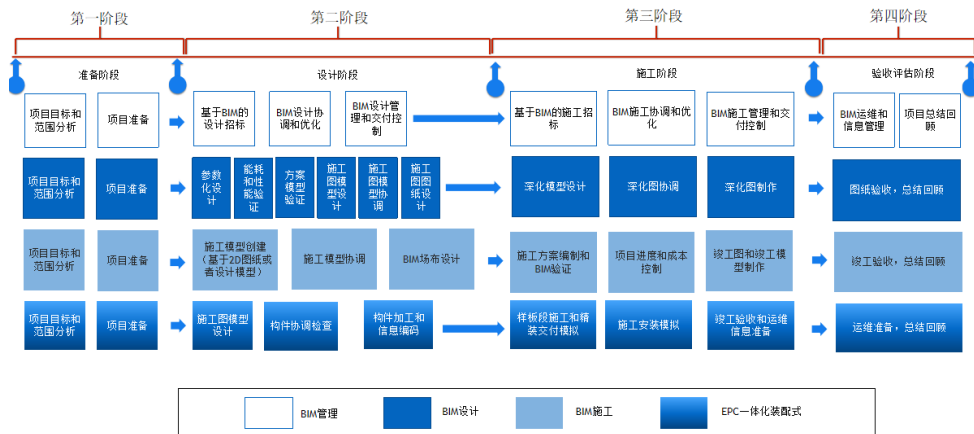 第一阶段
第二阶段
第三阶段
第四阶段
准备阶段
设计阶段
施工阶段
验收评估阶段
项目目标和
范围分析
项目准备
基于BIM的
设计招标
BIM设计协
调和优化
BIM设计管
理和交付控
制
基于BIM的施工招
标
BIM施工协调和优
化
BIM施工管理和交
付控制
BIM运维和
信息管理
项目总结回
顾
项目目标和
范围分析
项目准备
参数
化设
计
能耗
和性
能验
证
方案
模型
验证
施工
图模
型设
计
施工
图模
型协
调
施工
图图
纸设
计
深化模型设计
深化图协调
深化图制作
图纸验收，总结回顾
项目目标和
范围分析
项目准备
施工模型创建
（基于2D图纸或
者设计模型）
施工模型协调
BIM场布设计
施工方案编制和
BIM验证
项目进度和成本
控制
竣工图和竣工模
型制作
竣工验收，总结回顾
项目目标和
范围分析
项目准备
施工图模型
设计
构件协调检查
构件加工和
信息编码
样板段施工和精
装交付模拟
施工安装模拟
竣工验收和运维
信息准备
运维准备，总结回顾
BIM管理
BIM设计
BIM施工
EPC一体化装配式